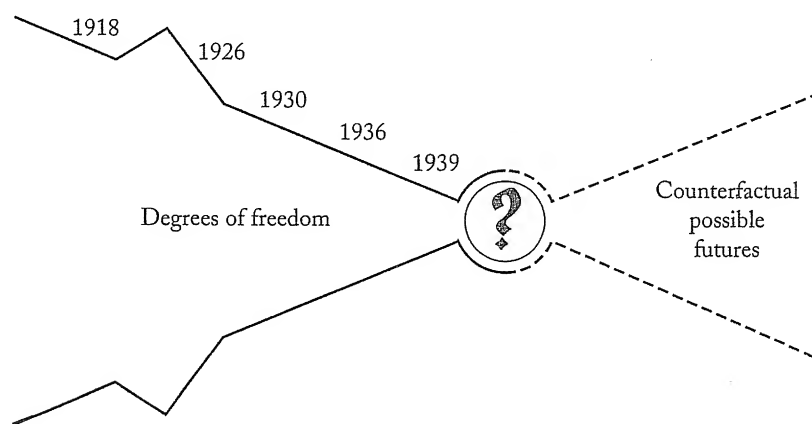 1918
1926
1930
1936
1939
Degrees of freedom
?
Counterfactual
possible
futures